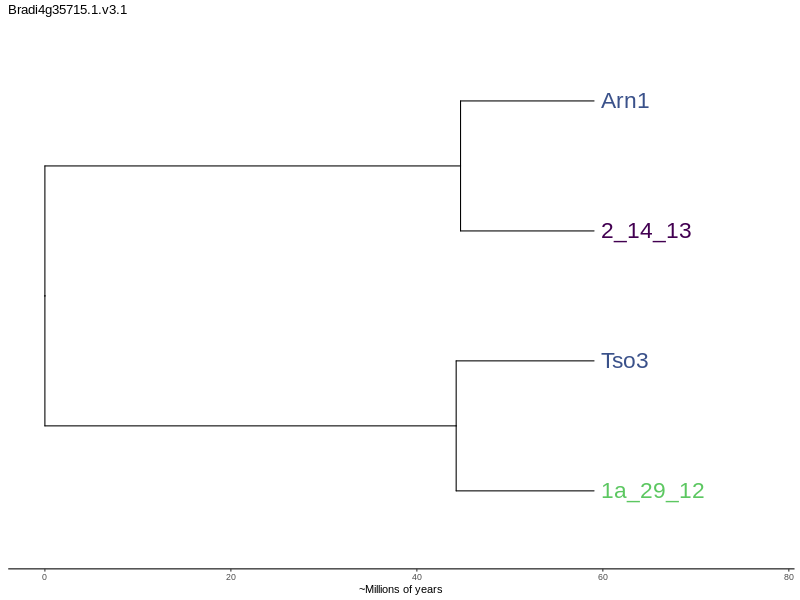 Bradi4g35715.1.v3.1
Arn1
2_14_13
Tso3
1a_29_12
0 20 40 60 80
~Millions of years